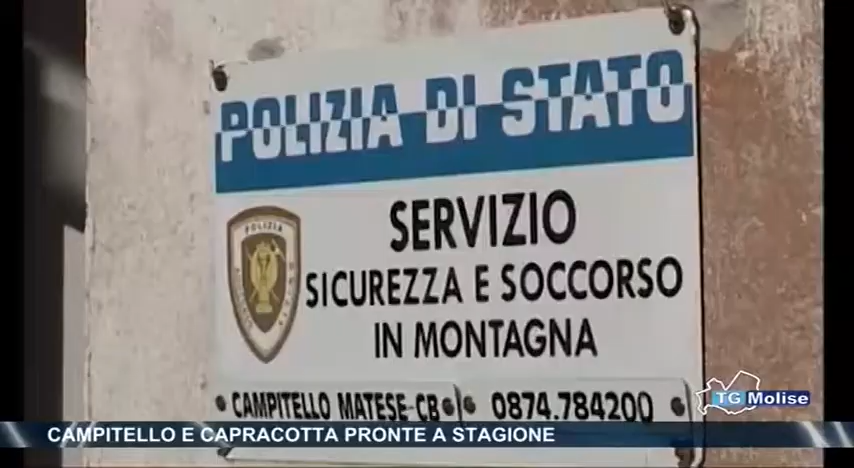 POLIZIA DI STATO
POLIZIA
SERVIZIO
SICUREZZA E SOCCORSO
IN MONTAGNA
CAMPITELLO MATESE-CB
0874.784200
TG Molise
CAMPITELLO E CAPRACOTTA PRONTE A STAGIONE